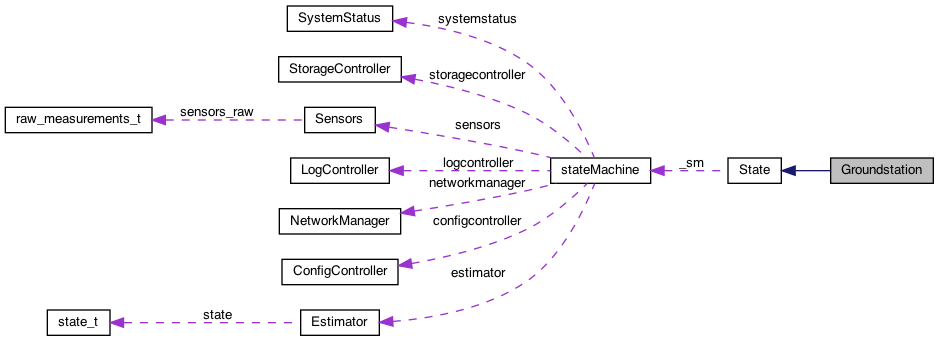 SystemStatus
systemstatus
StorageController
storagecontroller
raw_measurements_t
sensors_raw
Sensors
sensors
LogController
logcontroller
stateMachine
_sm
State
Groundstation
networkmanager
NetworkManager
configcontroller
ConfigController
estimator
state_t
state
Estimator